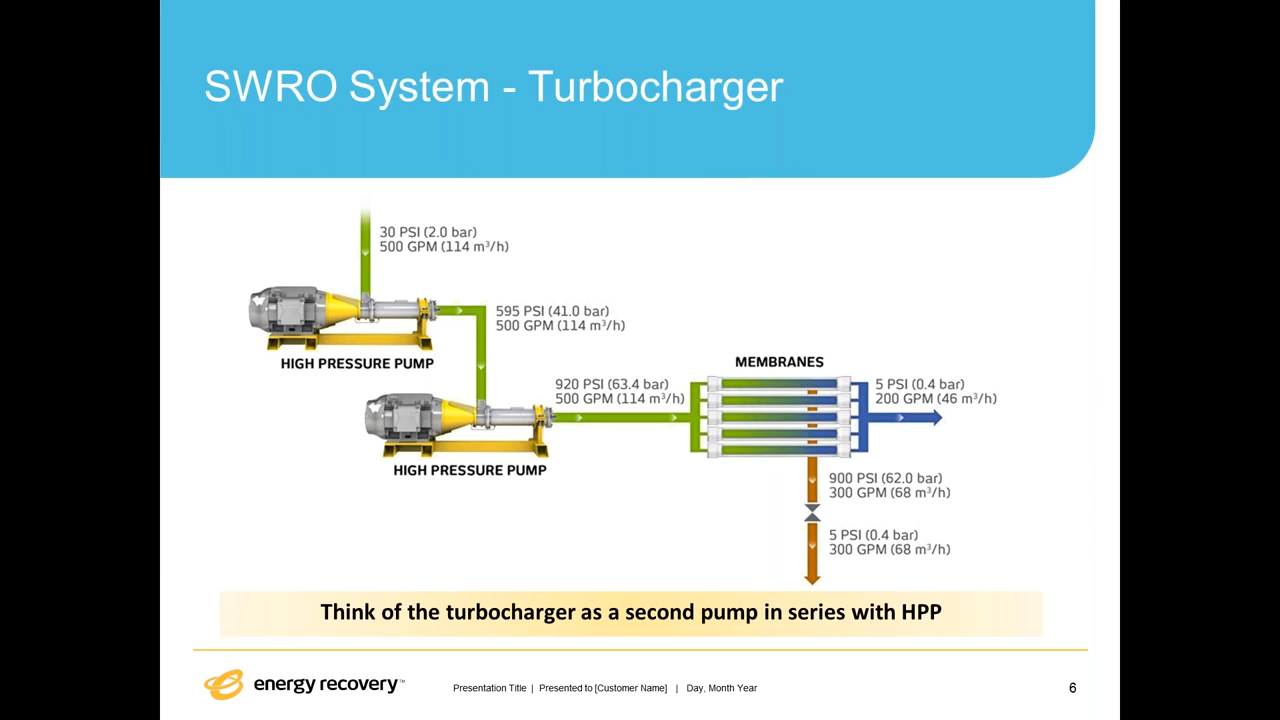 SWRO System - Turbocharger
30 PSI (2.0 bar)
500 GPM (114 m³/h)
595 PSI (41.0 bar)
500 GPM (114 m³/h)
HIGH PRESSURE PUMP
MEMBRANES
920 PSI (63.4 bar)
500 GPM (114 m³/h)
5 PSI (0.4 bar)
200 GPM (46 m³/h)
HIGH PRESSURE PUMP
900 PSI (62.0 bar)
300 GPM (68 m³/h)
5 PSI (0.4 bar)
300 GPM (68 m³/h)
Think of the turbocharger as a second pump in series with HPP
energy recovery™
Presentation Title | Presented to [Customer Name] | Day, Month Year
6